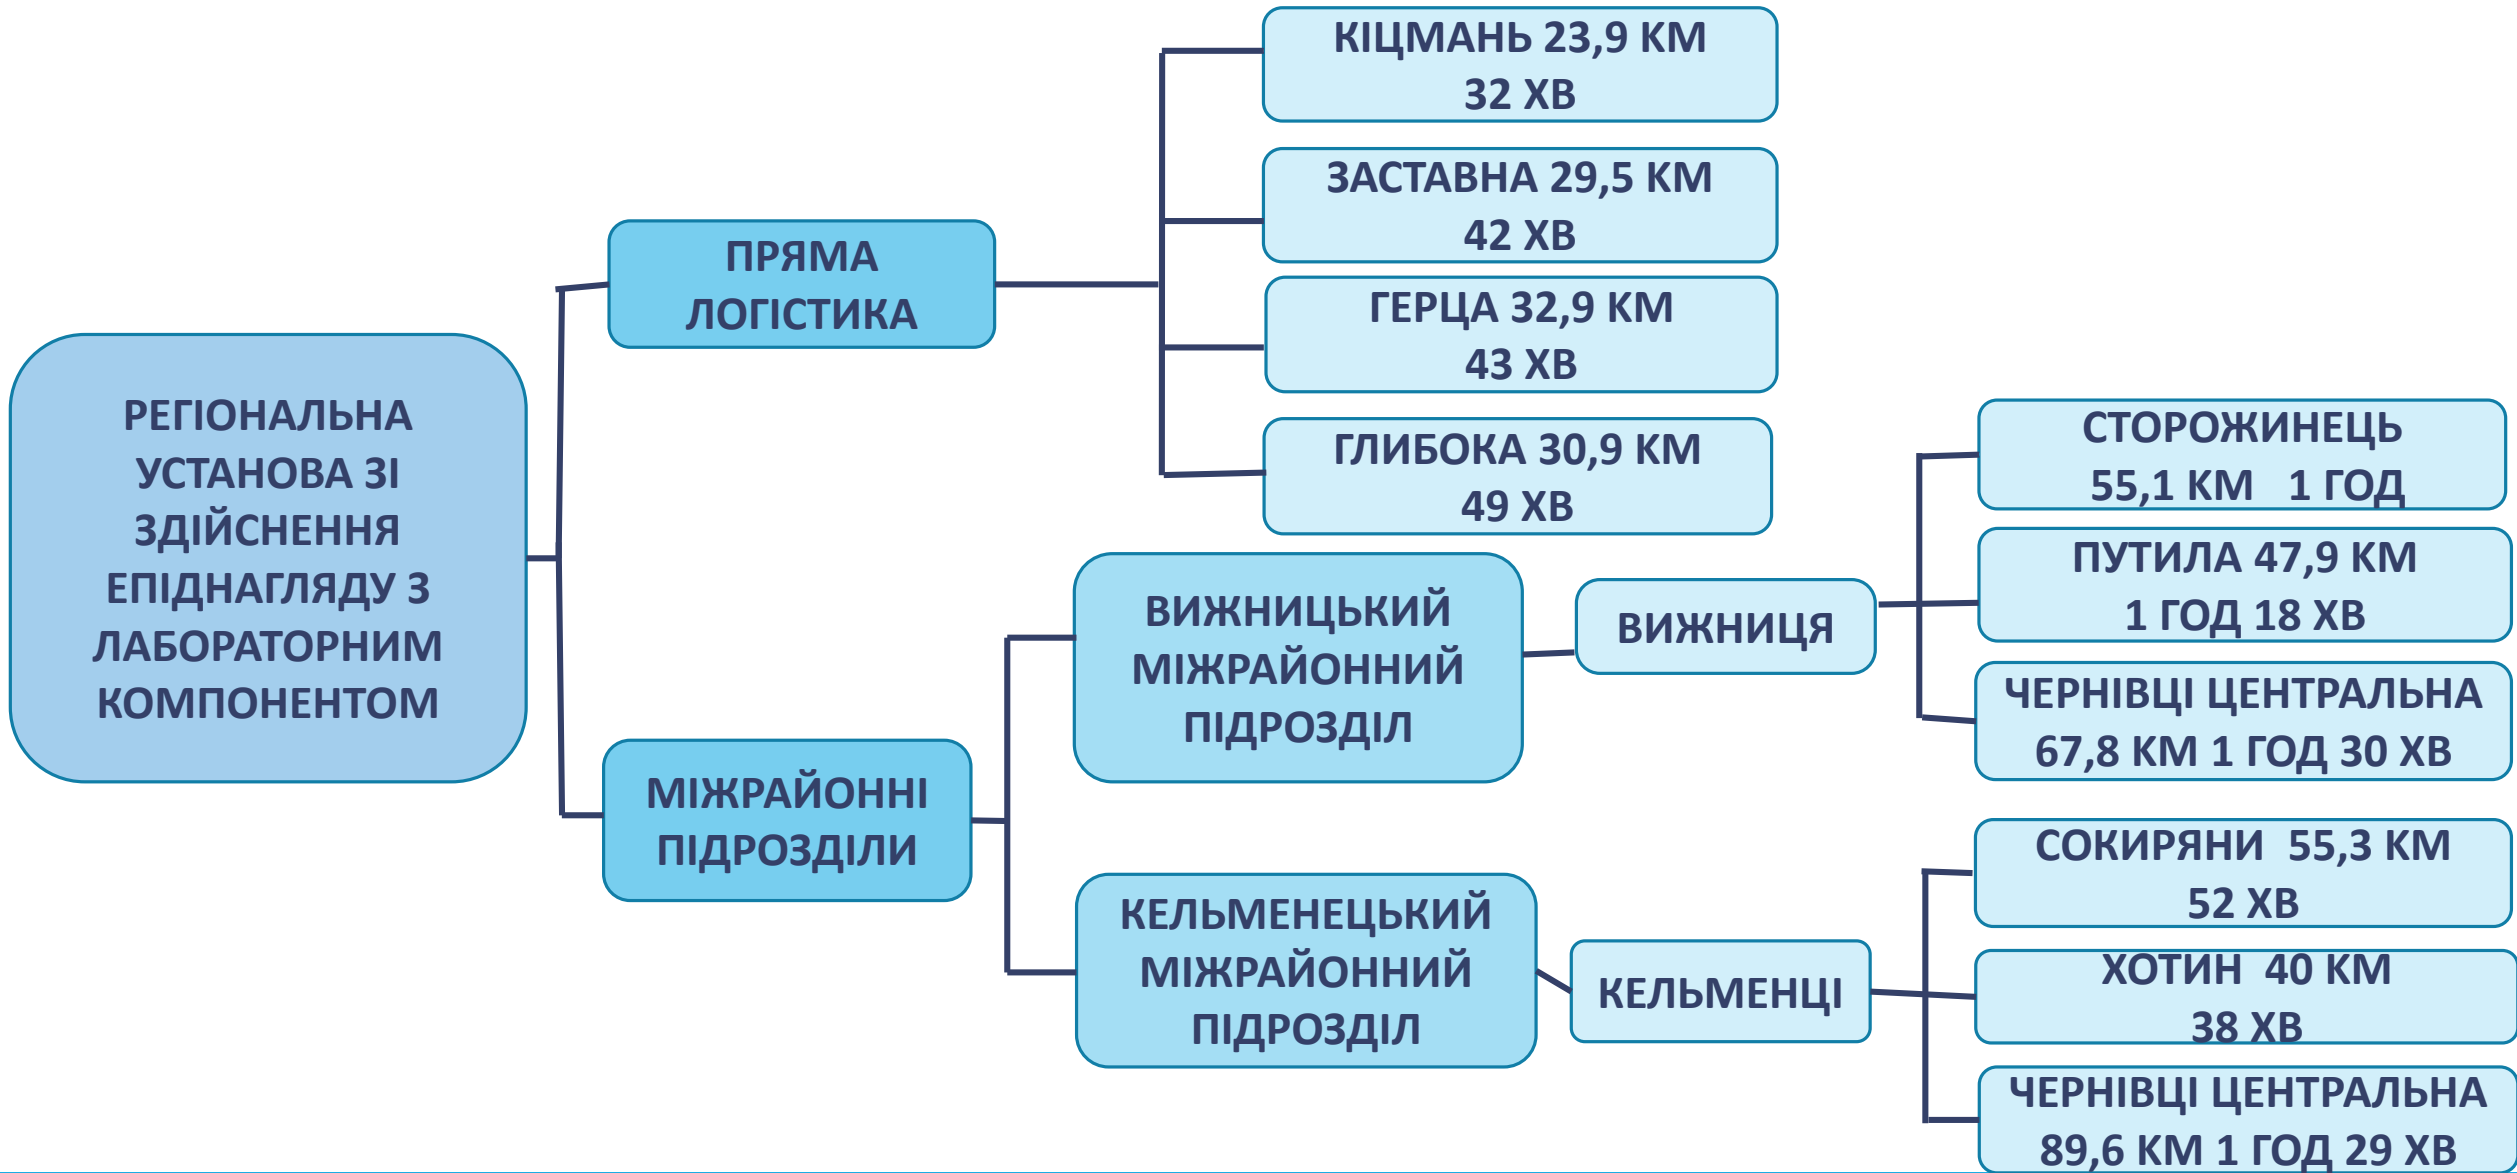 РЕГІОНАЛЬНА
УСТАНОВА ЗІ
ЗДІЙСНЕННЯ
ЕПІДНАГЛЯДУ З
ЛАБОРАТОРНИМ
КОМПОНЕНТОМ
ПРЯМА
ЛОГІСТИКА
КІЦМАНЬ 23,9 КМ
32 ХВ
ЗАСТАВНА 29,5 КМ
42 ХВ
ГЕРЦА 32,9 КМ
43 ХВ
ГЛИБОКА 30,9 КМ
49 ХВ
МІЖРАЙОННІ
ПІДРОЗДІЛИ
ВИЖНИЦЬКИЙ
МІЖРАЙОННИЙ
ПІДРОЗДІЛ
ВИЖНИЦЯ
СТОРОЖИНЕЦЬ
55,1 КМ 1 ГОД
ПУТИЛА 47,9 КМ
1 ГОД 18 ХВ
ЧЕРНІВЦІ ЦЕНТРАЛЬНА
67,8 КМ 1 ГОД 30 ХВ
КЕЛЬМЕНЕЦЬКИЙ
МІЖРАЙОННИЙ
ПІДРОЗДІЛ
КЕЛЬМЕНЦІ
СОКИРЯНИ 55,3 КМ
52 ХВ
ХОТИН 40 КМ
38 ХВ
ЧЕРНІВЦІ ЦЕНТРАЛЬНА
89,6 КМ 1 ГОД 29 ХВ